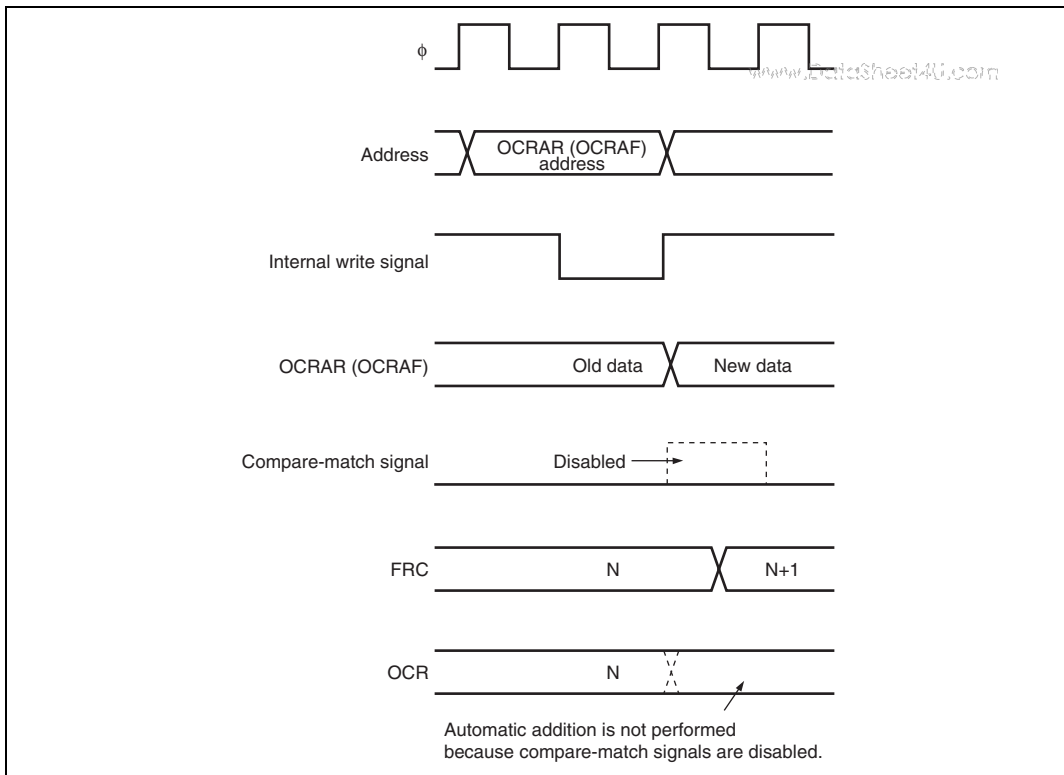 φ
www.DataSheet4U.com
Address
OCRAR (OCRAF)
address
Internal write signal
OCRAR (OCRAF)
Old data
New data
Compare-match signal
Disabled
FRC
N
N+1
OCR
N
Automatic addition is not performed
because compare-match signals are disabled.